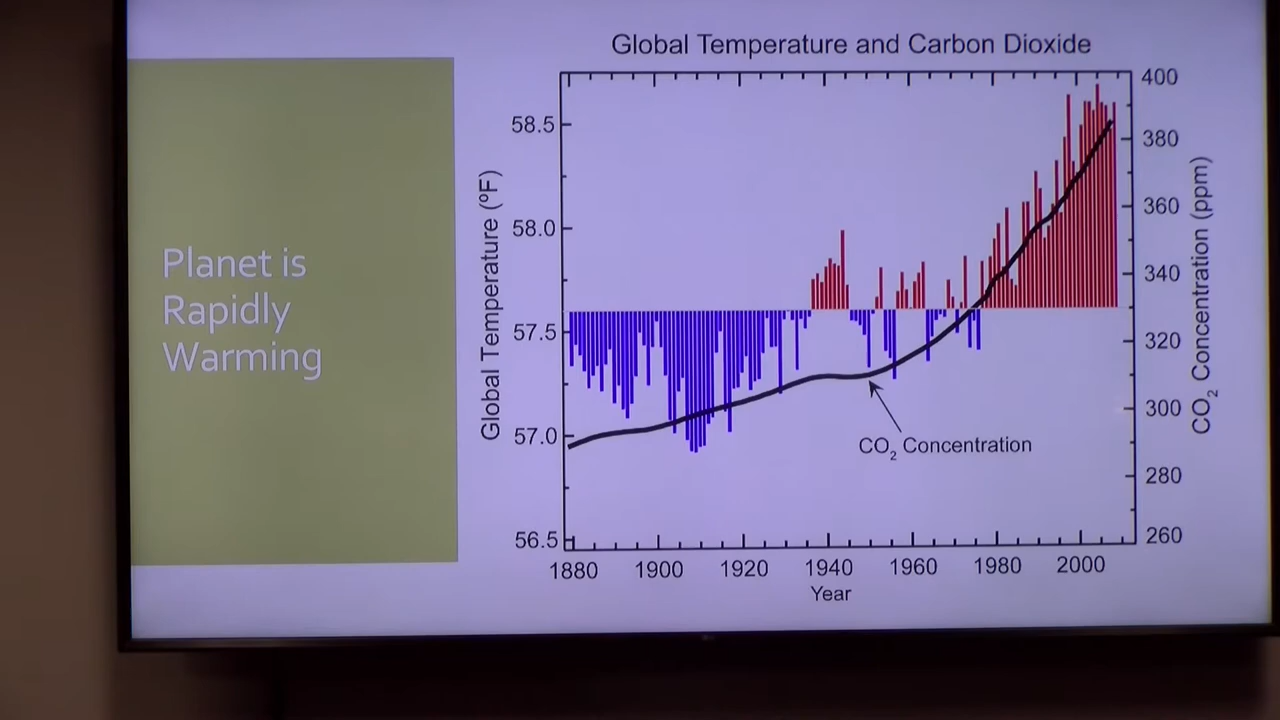 Planet is
Rapidly
Warming
Global Temperature and Carbon Dioxide
Global Temperature (ºF)
58.5
58.0
57.5
57.0
56.5
400
380
360
340
320
300
280
260
CO₂ Concentration (ppm)
CO₂ Concentration
1880 1900 1920 1940 1960 1980 2000
Year